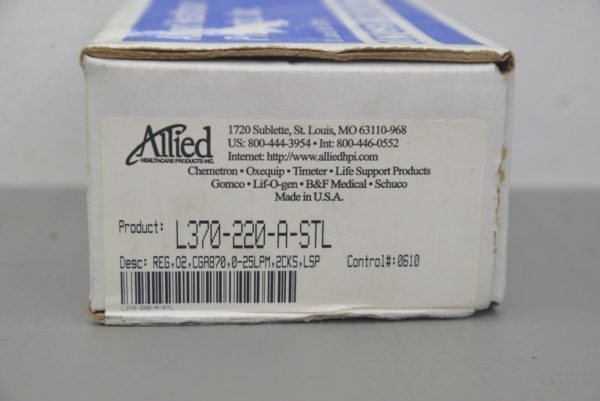 Allied
HEALTHCARE PRODUCTS INC.
1720 Sublette, St. Louis, MO 63110-968
US: 800-444-3954 • Int: 800-446-0552
Internet: http://www.alliedhpi.com
Chemetron • Oxequip • Timeter • Life Support Products
Gomco • Lif-O-gen • B&F Medical • Schuco
Made in U.S.A.
Product: L370-220-A-STL
Desc: REG,O2,CGA870,0-25LPM,2CKS,LSP Control#:0610
L370-220-A-STL